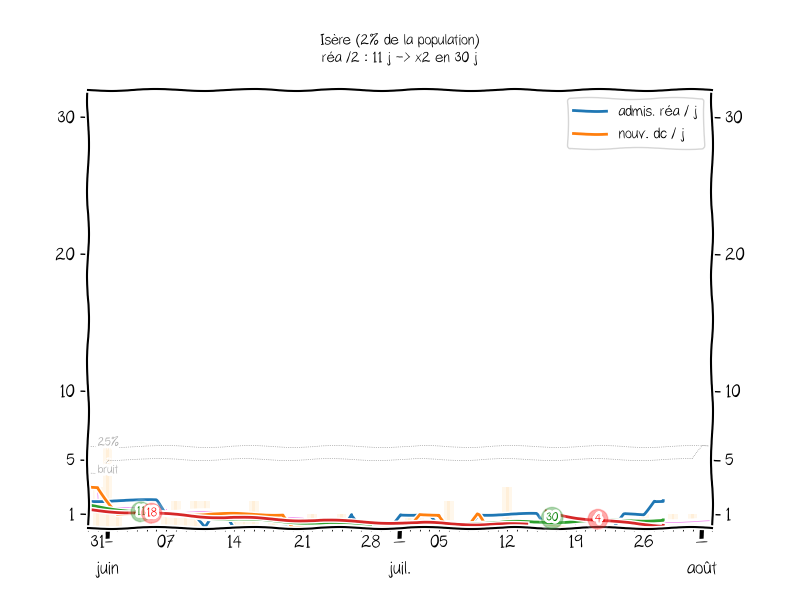 Isère (2% de la population)
réa /2 : 11 j -> x2 en 30 j
admis. réa / j
nouv. dc / j
30 30
20 20
10 10
25%
5 5
bruit
1 1
18
30
4
31 07 14 21 28 05 12 19 26
juin juil. août